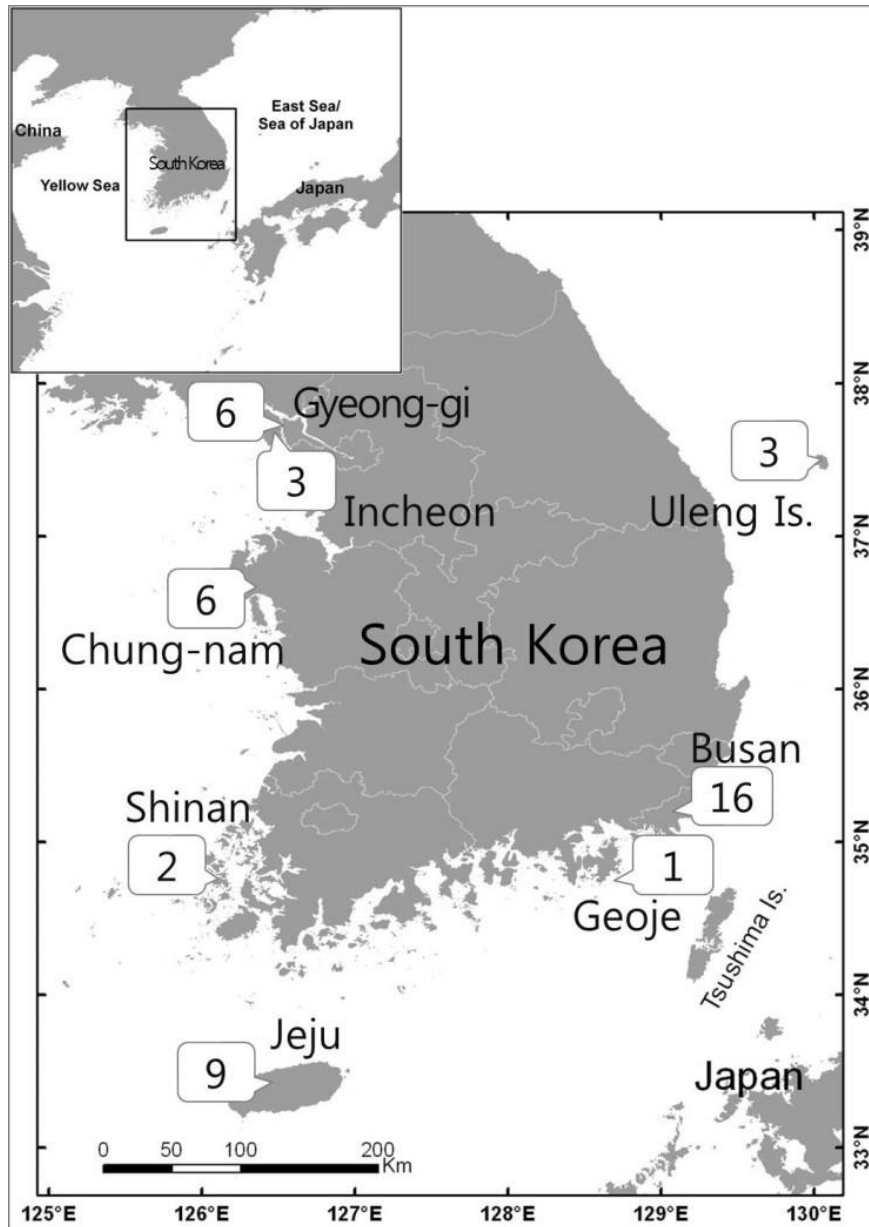 East Sea/
Sea of Japan
China
South Korea
Yellow Sea
Japan
39°N
38°N
6
Gyeong-gi
3
3
Incheon
Uleng Is.
37°N
6
South Korea
Chung-nam
36°N
Busan
16
Shinan
35°N
2
1
Geoje
Tsushima Is.
34°N
Jeju
9
Japan
0 50 100 200
Km
33°N
125°E 126°E 127°E 128°E 129°E 130°E